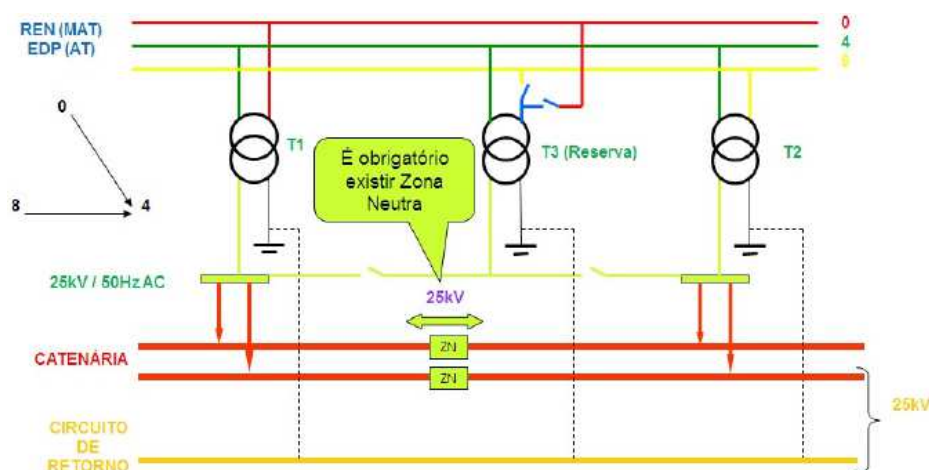 REN (MAT)
EDP (AT)
0
4
8
0
8
4
T1
T3 (Reserva)
T2
É obrigatório
existir Zona
Neutra
25kV / 50Hz AC
25kV
CATENÁRIA
ZN
ZN
25kV
CIRCUITO
DE
RETORNO